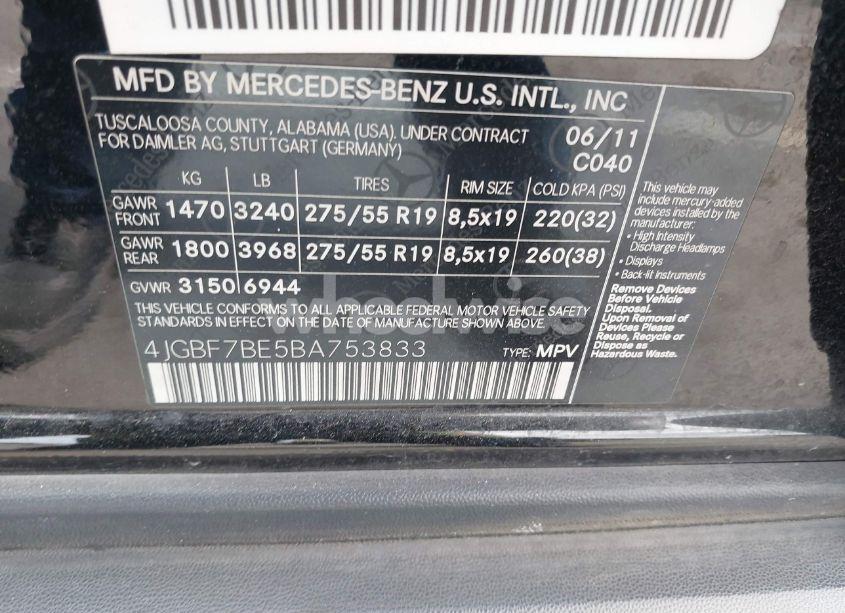 MFD BY MERCEDES-BENZ U.S. INTL., INC
TUSCALOOSA COUNTY, ALABAMA (USA). UNDER CONTRACT 06/11
FOR DAIMLER AG, STUTTGART (GERMANY) C040
KG LB TIRES RIM SIZE COLD KPA (PSI)
GAWR FRONT 1470 3240 275/55 R19 8,5x19 220(32)
GAWR REAR 1800 3968 275/55 R19 8,5x19 260(38)
GVWR 3150 6944
THIS VEHICLE CONFORMS TO ALL APPLICABLE FEDERAL MOTOR VEHICLE SAFETY
STANDARDS IN EFFECT ON THE DATE OF MANUFACTURE SHOWN ABOVE.
4JGBF7BE5BA753833 TYPE: MPV
This vehicle may
include mercury-added
devices installed by the
manufacturer:
• High Intensity
Discharge Headlamps
• Displays
• Back-lit Instruments
Remove Devices
Before Vehicle
Disposal.
Upon Removal of
Devices Please
Reuse, Recycle or
Dispose as
Hazardous Waste.
wheelwise